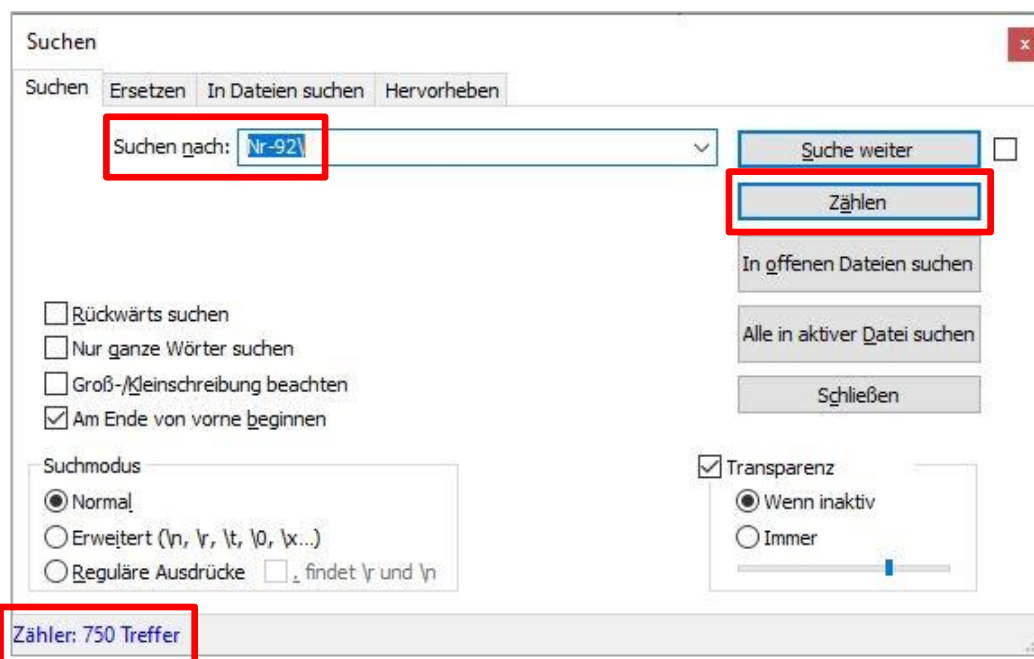 Suchen
x
Suchen Ersetzen In Dateien suchen Hervorheben
Suchen nach: Nr-92\
Suche weiter
Zählen
In offenen Dateien suchen
Alle in aktiver Datei suchen
Schließen
Rückwärts suchen
Nur ganze Wörter suchen
Groß-/Kleinschreibung beachten
Am Ende von vorne beginnen
Suchmodus
Normal
Erweitert (\n, \r, \t, \0, \x...)
Reguläre Ausdrücke . findet \r und \n
Transparenz
Wenn inaktiv
Immer
Zähler: 750 Treffer